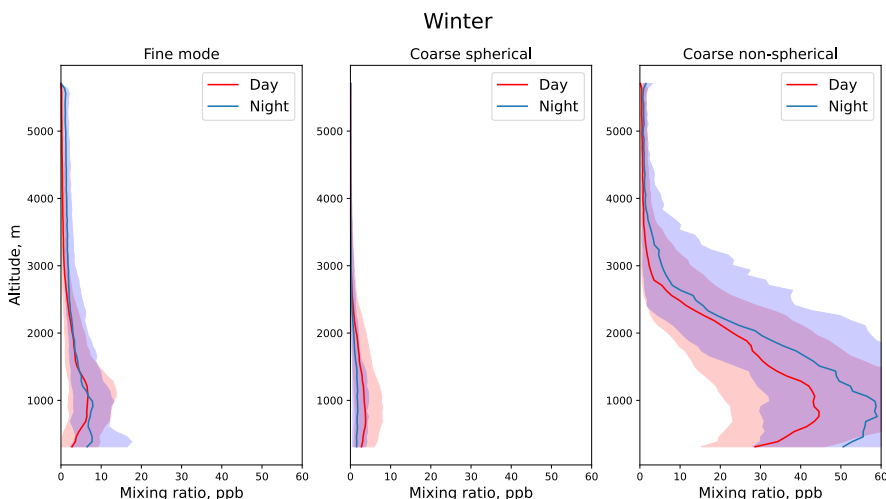 Winter
Fine mode
Coarse spherical
Coarse non-spherical
Day
Night
Day
Night
Day
Night
Altitude, m
5000
4000
3000
2000
1000
5000
4000
3000
2000
1000
5000
4000
3000
2000
1000
0 10 20 30 40 50 60
0 10 20 30 40 50 60
0 10 20 30 40 50 60
Mixing ratio, ppb
Mixing ratio, ppb
Mixing ratio, ppb